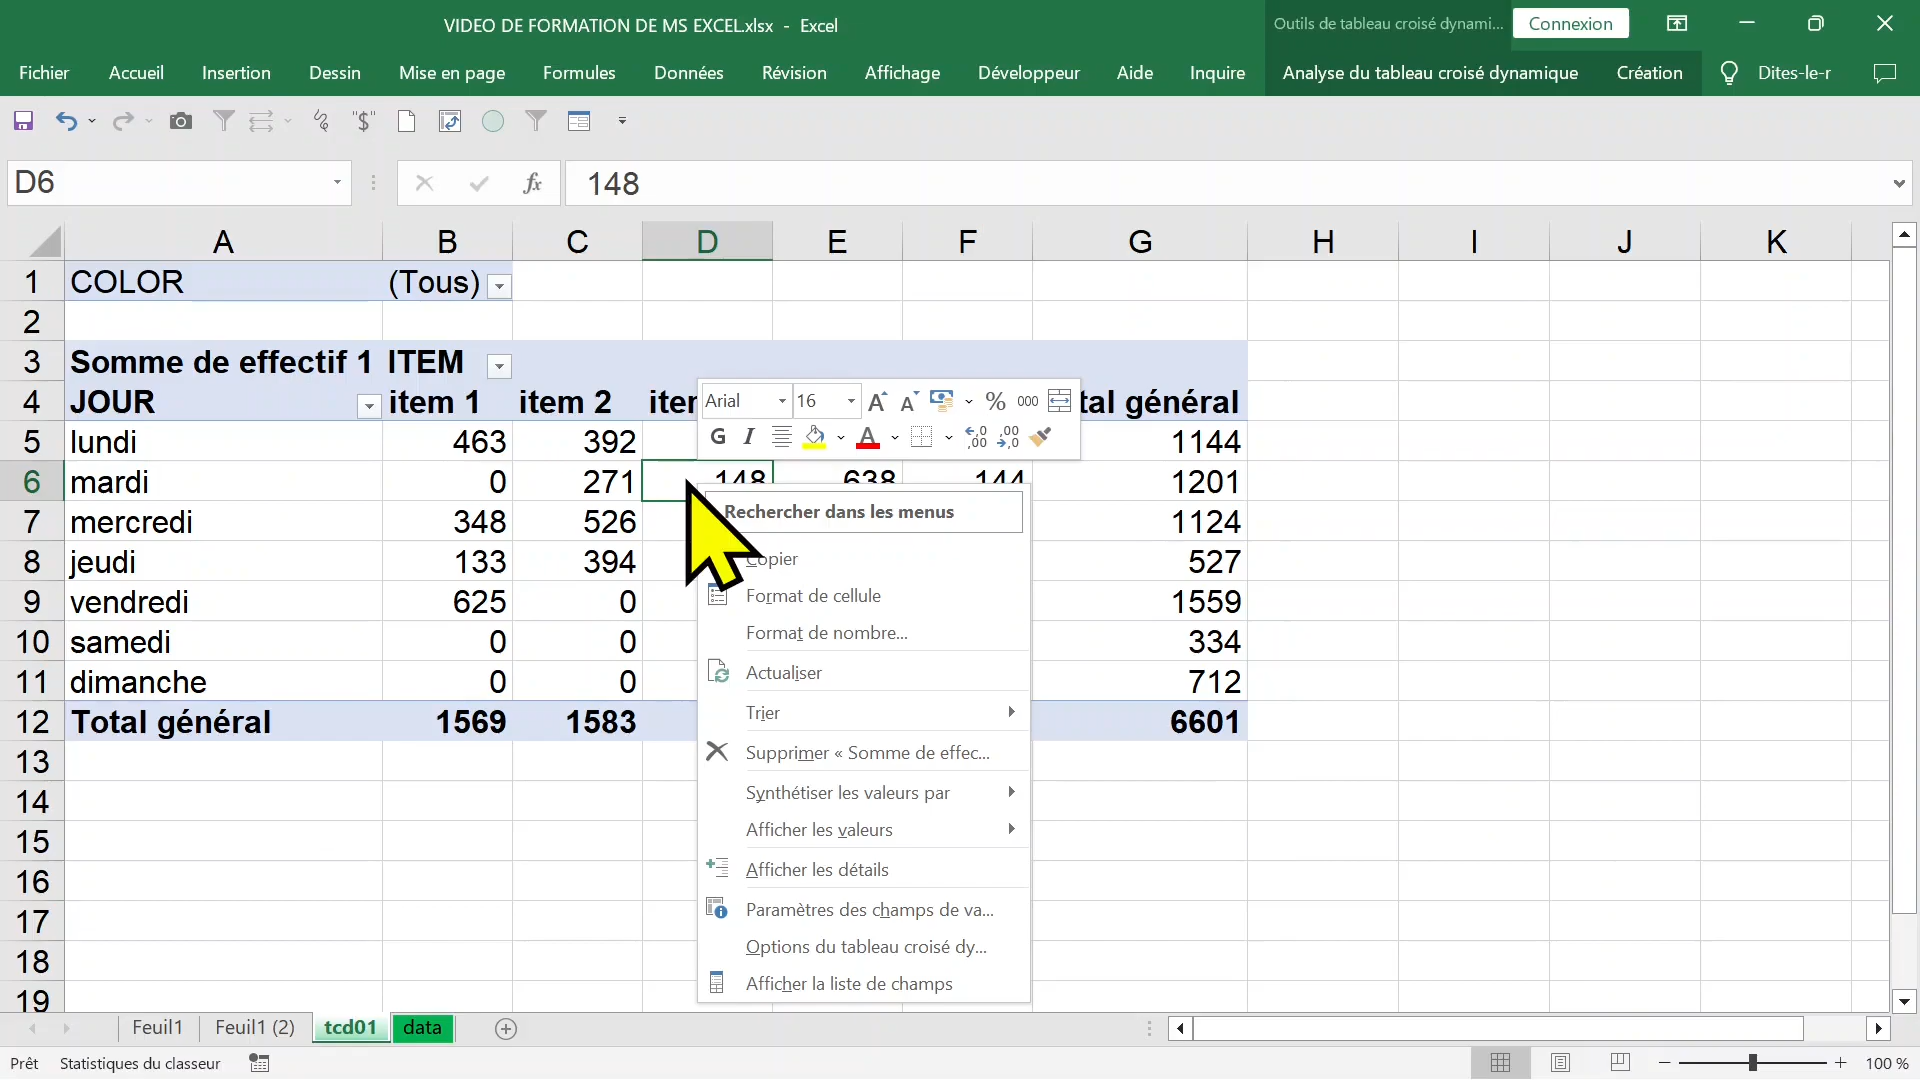 VIDEO DE FORMATION DE MS EXCEL.xlsx - Excel
Outils de tableau croisé dynami...
Connexion
Fichier Accueil Insertion Dessin Mise en page Formules Données Révision Affichage Développeur Aide Inquire Analyse du tableau croisé dynamique Création Dites-le-r
"$"
D6 fx 148
A B C D E F G H I J K
1 COLOR (Tous)
2
3 Somme de effectif 1 ITEM
4 JOUR item 1 item 2
Arial 16 A A % 000
G I A ,00 ,0
5 lundi 463 392 1144
6 mardi 0 271 148 638 144 1201
7 mercredi 348 526 1124
8 jeudi 133 394 527
9 vendredi 625 0 1559
10 samedi 0 0 334
11 dimanche 0 0 712
12 Total général 1569 1583 6601
13
14
15
16
17
18
19
Rechercher dans les menus
Copier
Format de cellule
Format de nombre...
Actualiser
Trier
Supprimer « Somme de effec...
Synthétiser les valeurs par
Afficher les valeurs
Afficher les détails
Paramètres des champs de va...
Options du tableau croisé dy...
Afficher la liste de champs
Feuil1 Feuil1 (2) tcd01 data
Prêt Statistiques du classeur 100 %